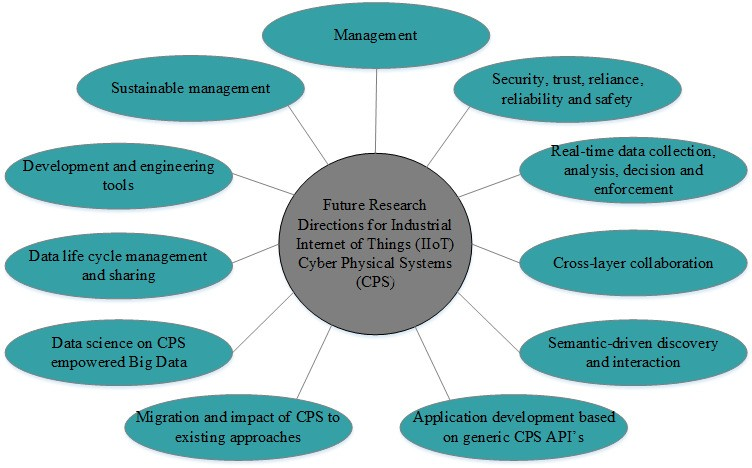 Management
Security, trust, reliance,
reliability and safety
Real-time data collection,
analysis, decision and
enforcement
Cross-layer collaboration
Semantic-driven discovery
and interaction
Application development based
on generic CPS API`s
Migration and impact of CPS to
existing approaches
Data science on CPS
empowered Big Data
Data life cycle management
and sharing
Development and engineering
tools
Sustainable management
Future Research
Directions for Industrial
Internet of Things (IIoT)
Cyber Physical Systems
(CPS)